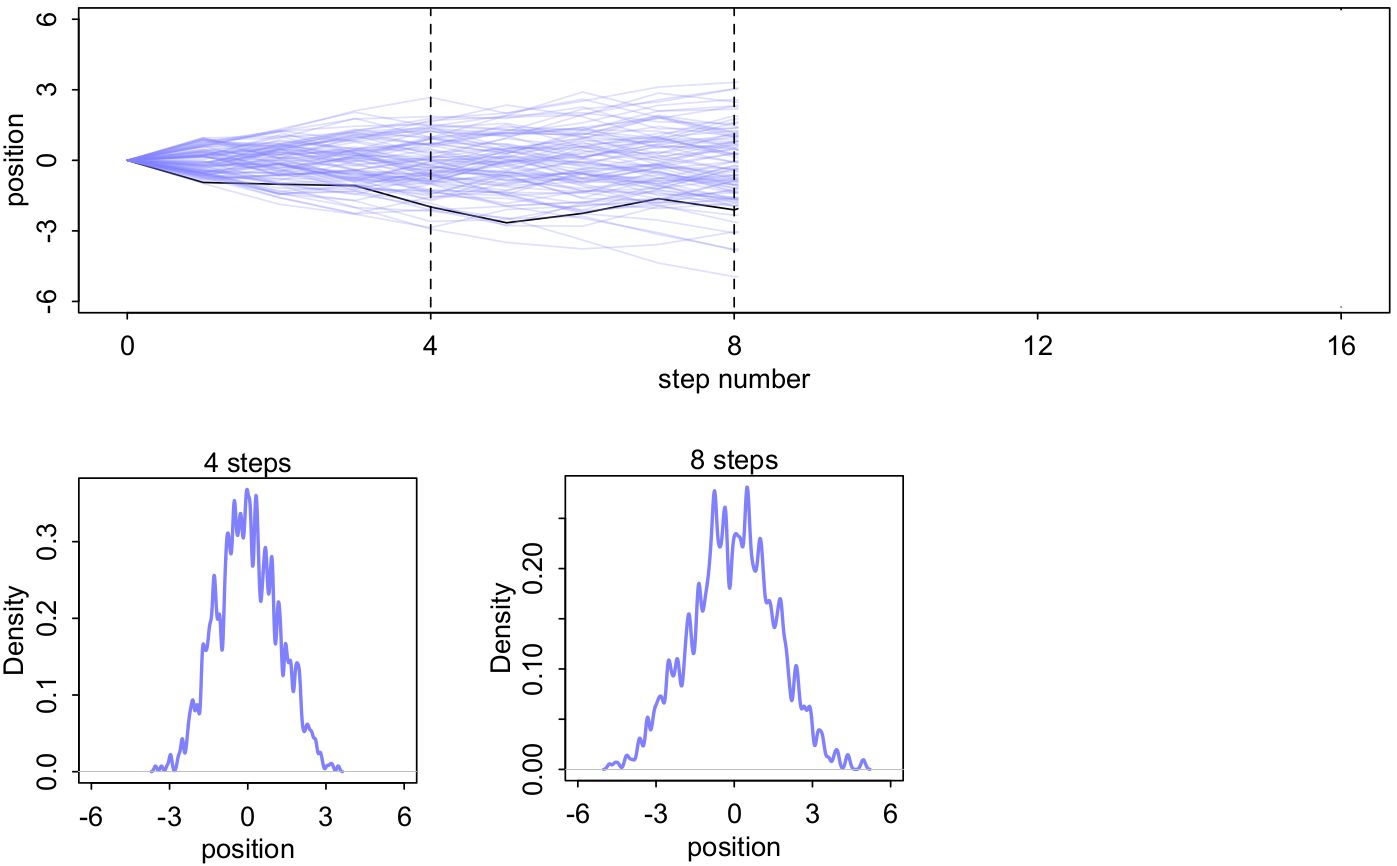 6
3
0
-3
-6
position
0 4 8 12 16
step number
4 steps
0.3
0.2
0.1
0.0
Density
-6 -3 0 3 6
position
8 steps
0.20
0.10
0.00
Density
-6 -3 0 3 6
position